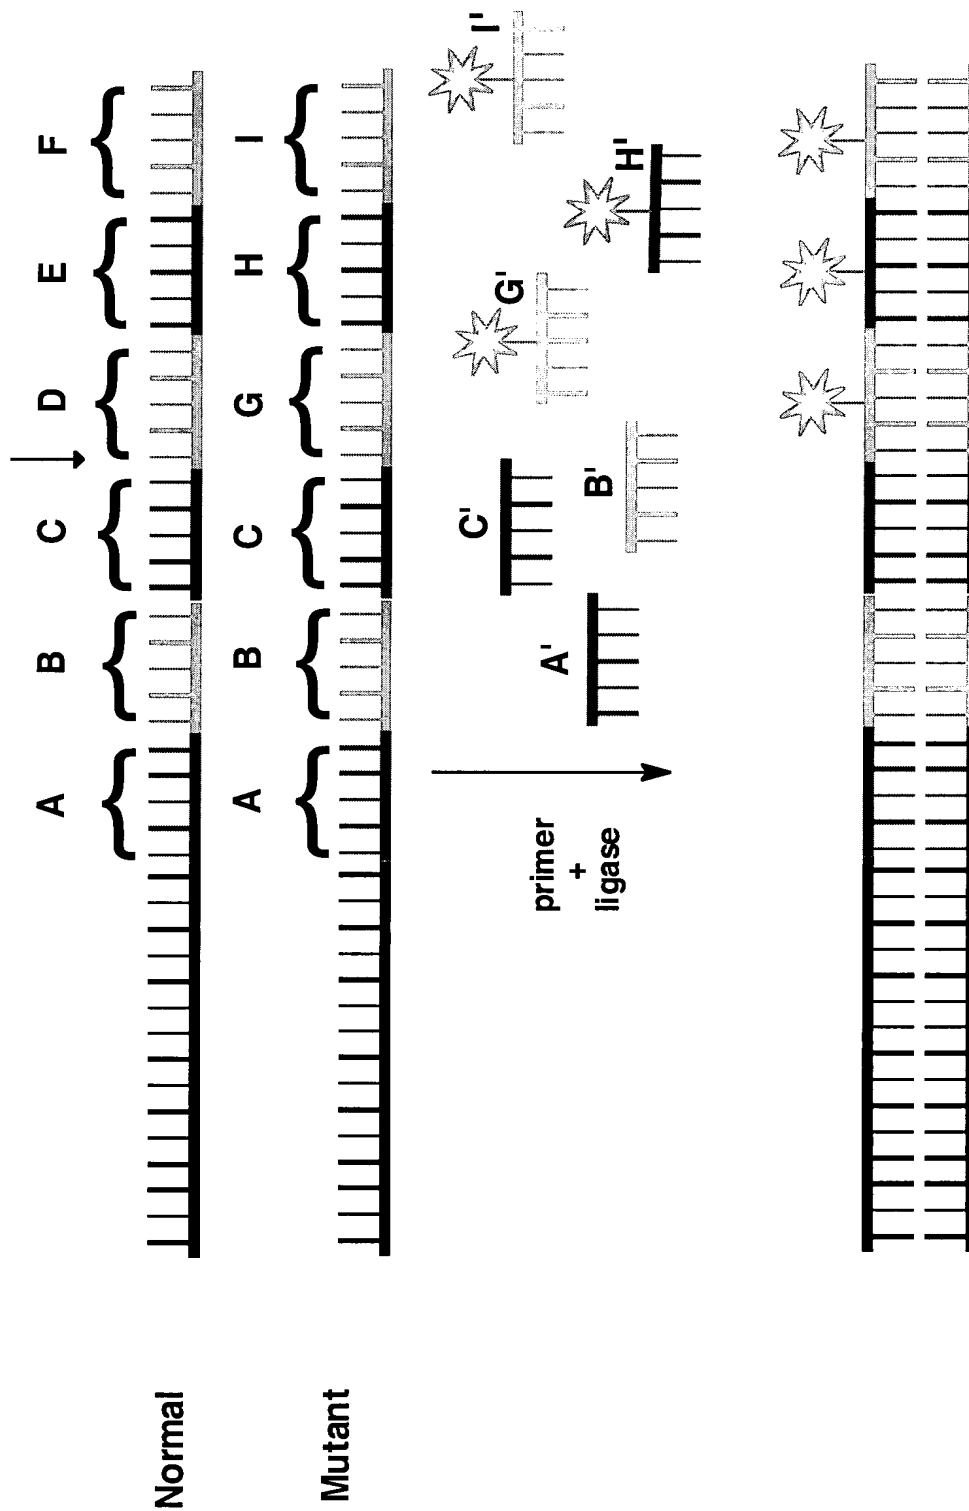 A B C D E F
Normal
A B C G H I
Mutant
primer
+
ligase
A' B' C' G' H' I'